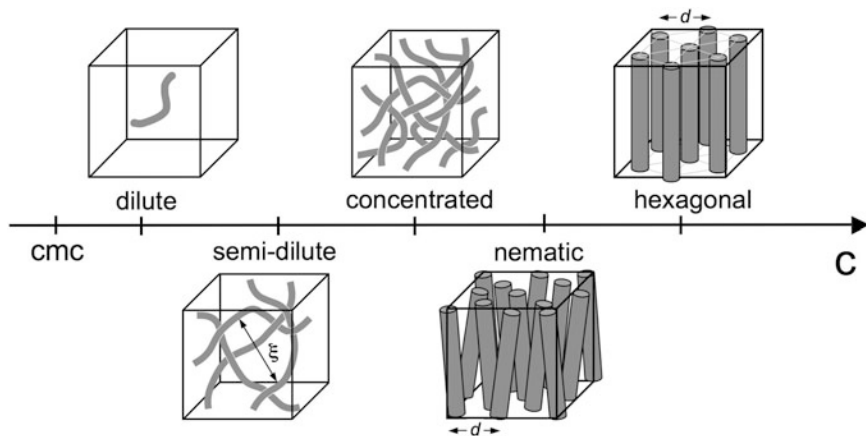 d
dilute
concentrated
hexagonal
cmc
semi-dilute
nematic
c
ξ
d